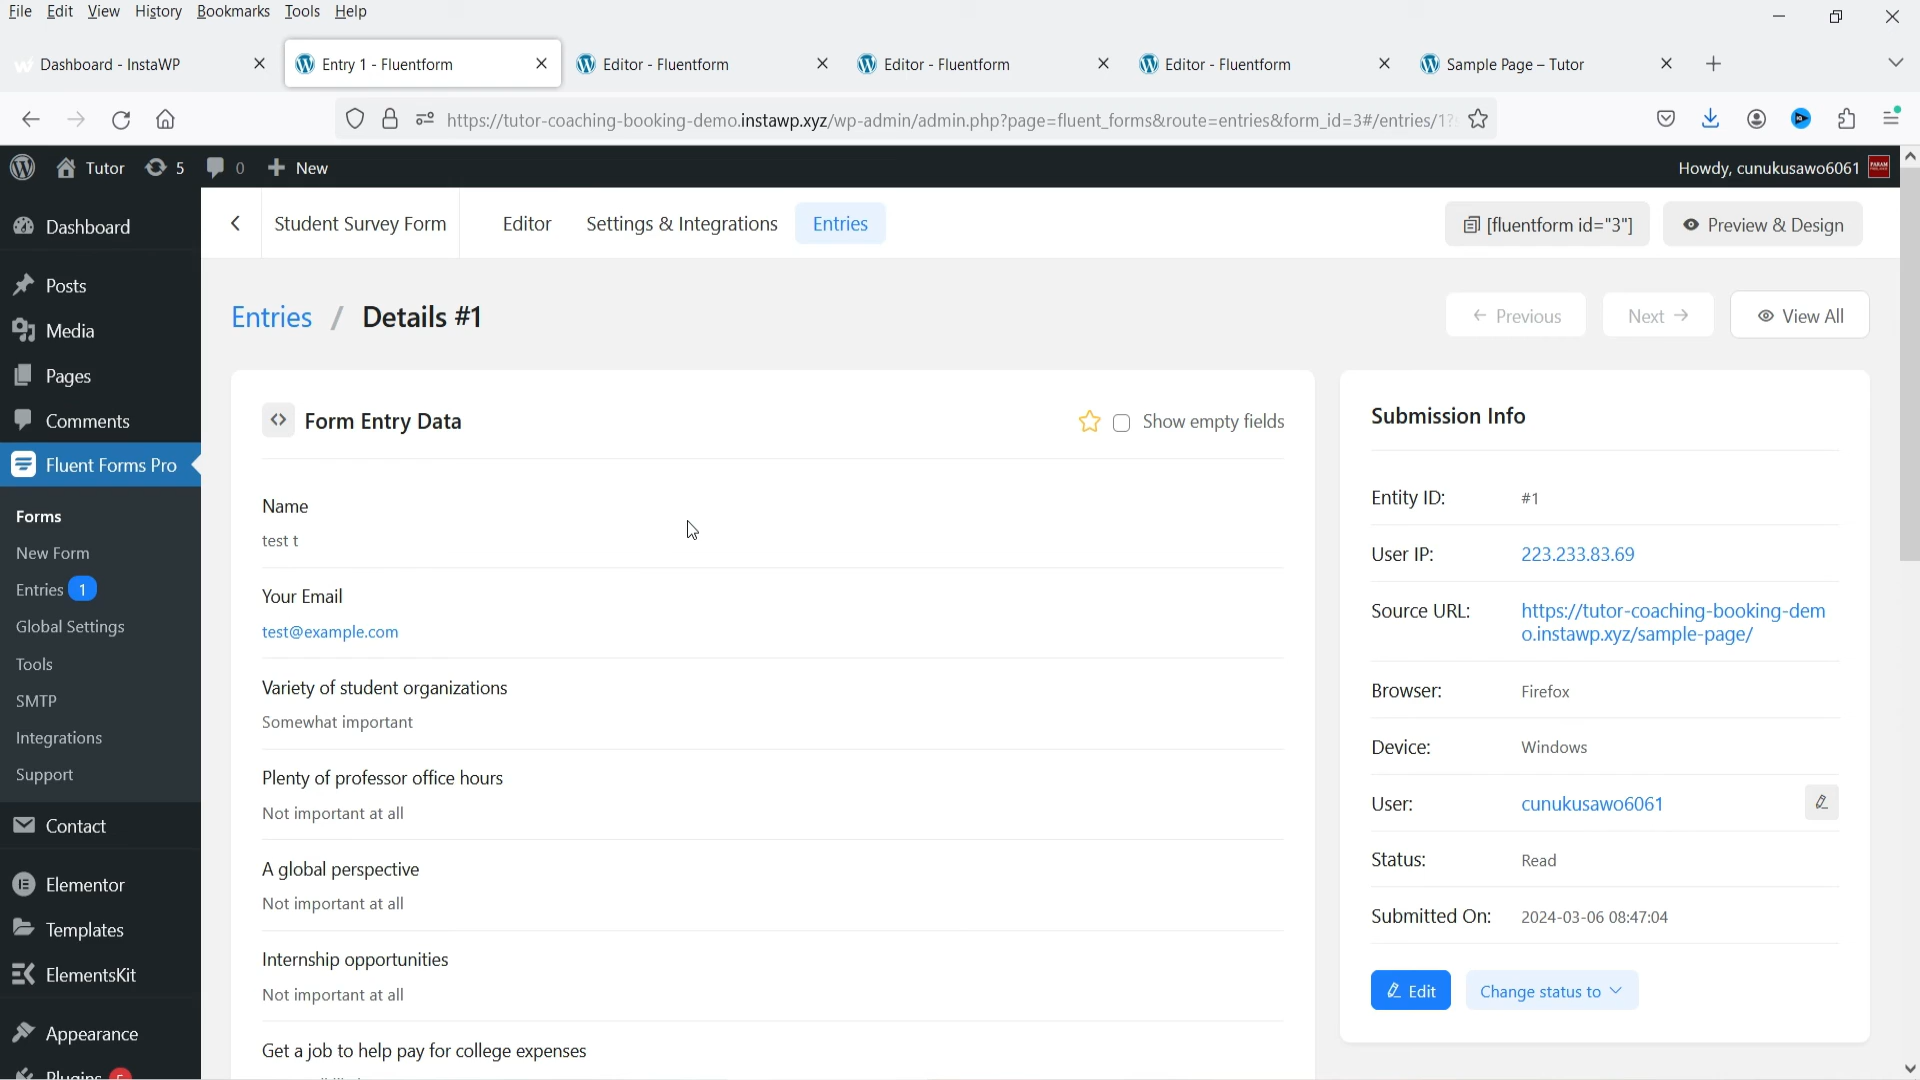 File Edit View History Bookmarks Tools Help
Dashboard - InstaWP
Entry 1 - Fluentform
Editor - Fluentform
Editor - Fluentform
Editor - Fluentform
Sample Page – Tutor
https://tutor-coaching-booking-demo.instawp.xyz/wp-admin/admin.php?page=fluent_forms&route=entries&form_id=3#/entries/1?
Tutor 5 0 New
Howdy, cunukusawo6061
Dashboard
Posts
Media
Pages
Comments
Fluent Forms Pro
Forms
New Form
Entries 1
Global Settings
Tools
SMTP
Integrations
Support
Contact
Elementor
Templates
ElementsKit
Appearance
Plugins 5
Student Survey Form Editor Settings & Integrations Entries
[fluentform id="3"] Preview & Design
Entries / Details #1
Previous Next View All
Form Entry Data
Show empty fields
Name
test t
Your Email
test@example.com
Variety of student organizations
Somewhat important
Plenty of professor office hours
Not important at all
A global perspective
Not important at all
Internship opportunities
Not important at all
Get a job to help pay for college expenses
Submission Info
Entity ID: #1
User IP: 223.233.83.69
Source URL: https://tutor-coaching-booking-dem
o.instawp.xyz/sample-page/
Browser: Firefox
Device: Windows
User: cunukusawo6061
Status: Read
Submitted On: 2024-03-06 08:47:04
Edit Change status to